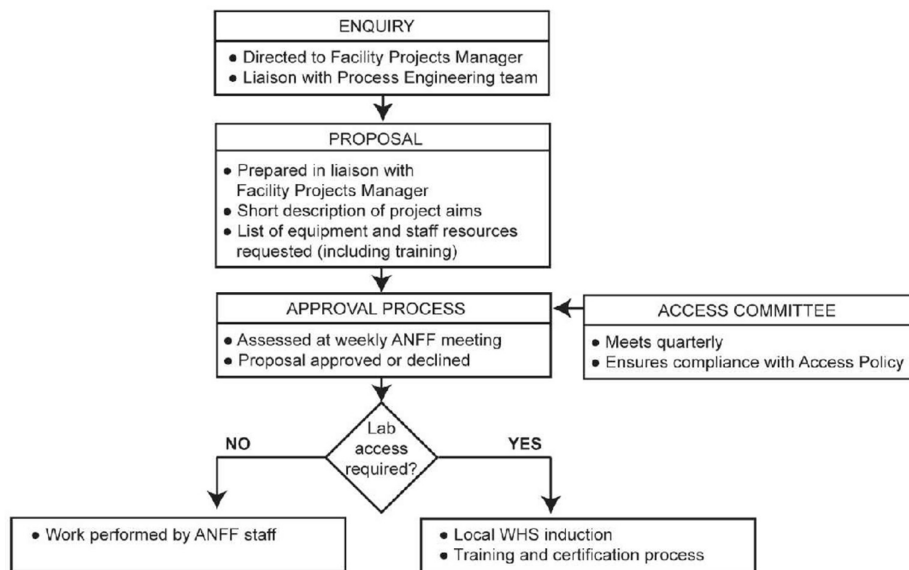 ENQUIRY
● Directed to Facility Projects Manager
● Liaison with Process Engineering team
PROPOSAL
● Prepared in liaison with
Facility Projects Manager
● Short description of project aims
● List of equipment and staff resources
requested (including training)
APPROVAL PROCESS
● Assessed at weekly ANFF meeting
● Proposal approved or declined
ACCESS COMMITTEE
● Meets quarterly
● Ensures compliance with Access Policy
Lab
access
required?
NO
YES
● Work performed by ANFF staff
● Local WHS induction
● Training and certification process